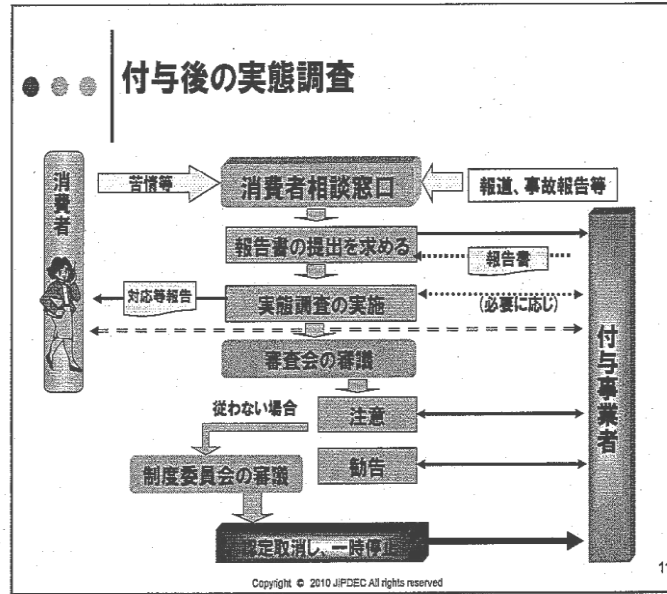 付与後の実態調査
消費者
苦情等
消費者相談窓口
報道、事故報告等
報告書の提出を求める
報告書
対応等報告
実態調査の実施
(必要に応じ)
審査会の審議
従わない場合
注意
付与事業者
制度委員会の審議
勧告
認定取消し、一時停止
Copyright © 2010 JIPDEC All rights reserved
11